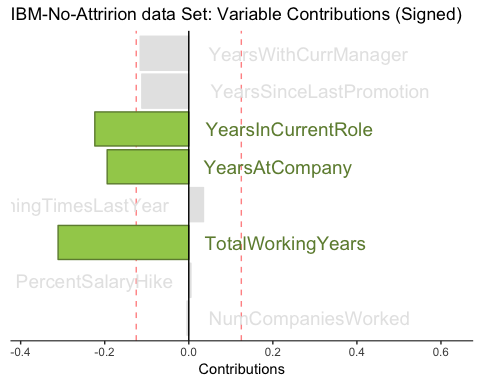 IBM-No-Attririon data Set: Variable Contributions (Signed)
YearsWithCurrManager
YearsSinceLastPromotion
YearsInCurrentRole
YearsAtCompany
ningTimesLastYear
TotalWorkingYears
PercentSalaryHike
NumCompaniesWorked
-0.4 -0.2 0.0 0.2 0.4 0.6
Contributions